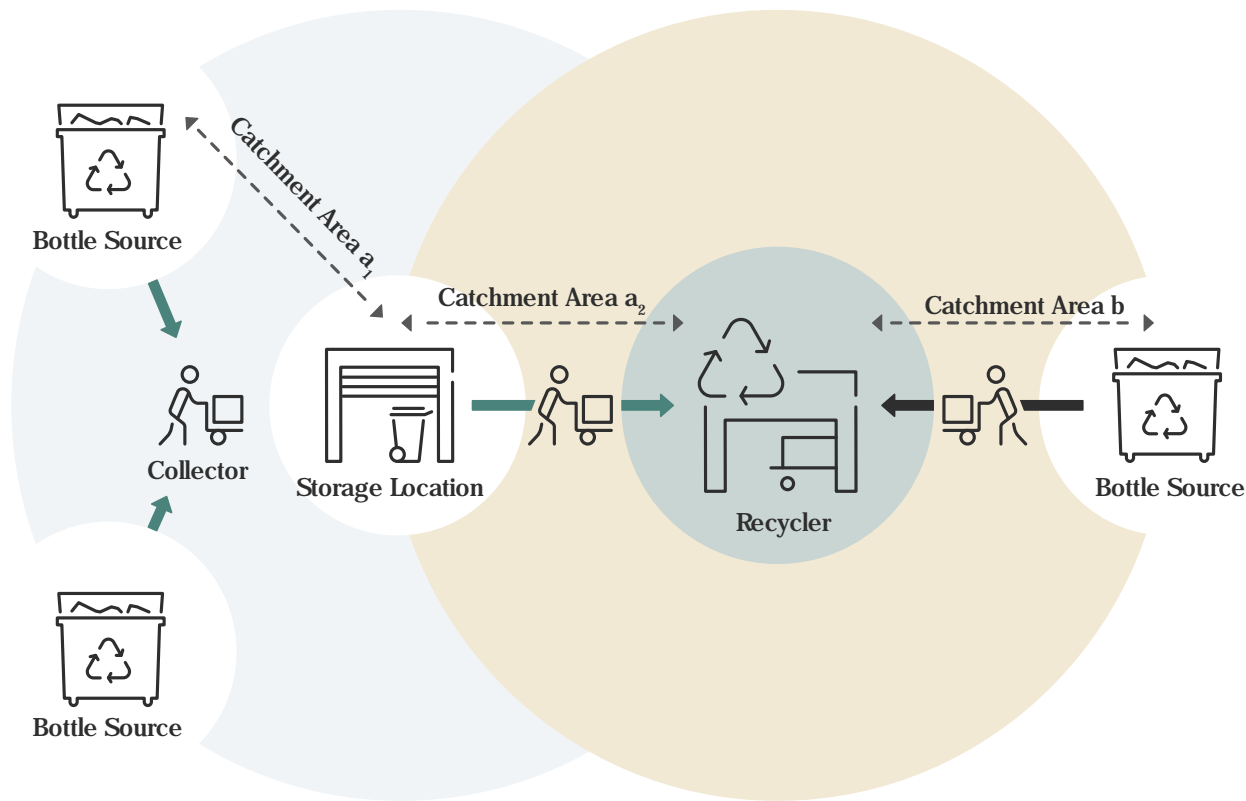 Bottle Source
Catchment Area a₁
Catchment Area a₂
Catchment Area b
Collector
Storage Location
Recycler
Bottle Source
Bottle Source